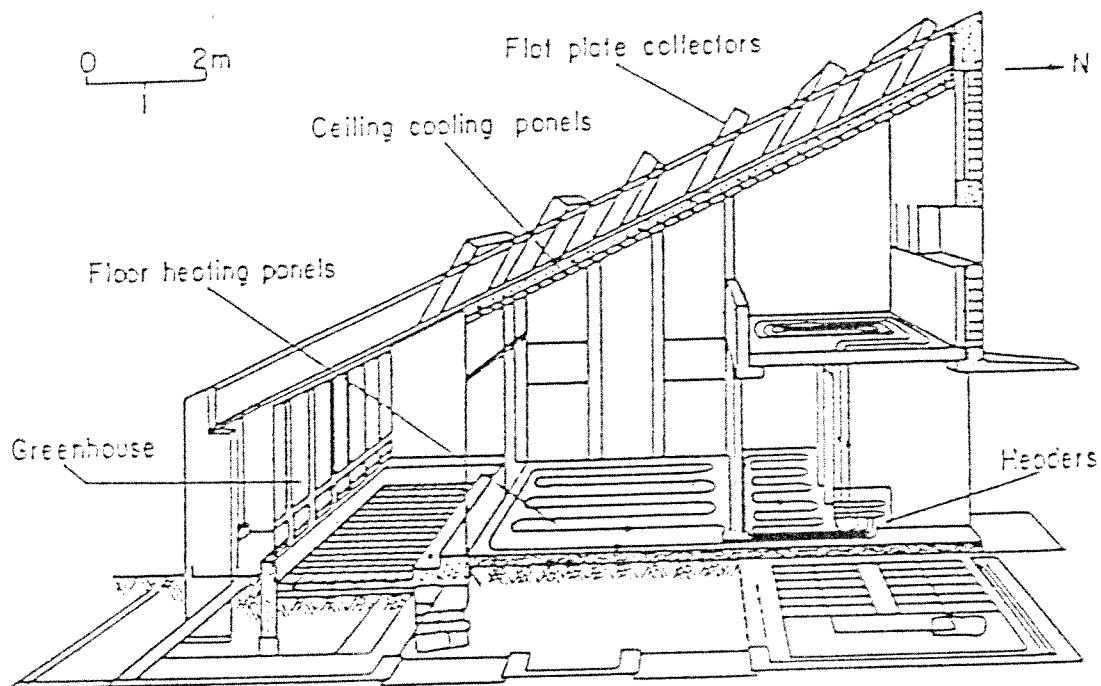 Flat plate collectors
0 2m
N
Ceiling cooling panels
Floor heating panels
Greenhouse
Headers